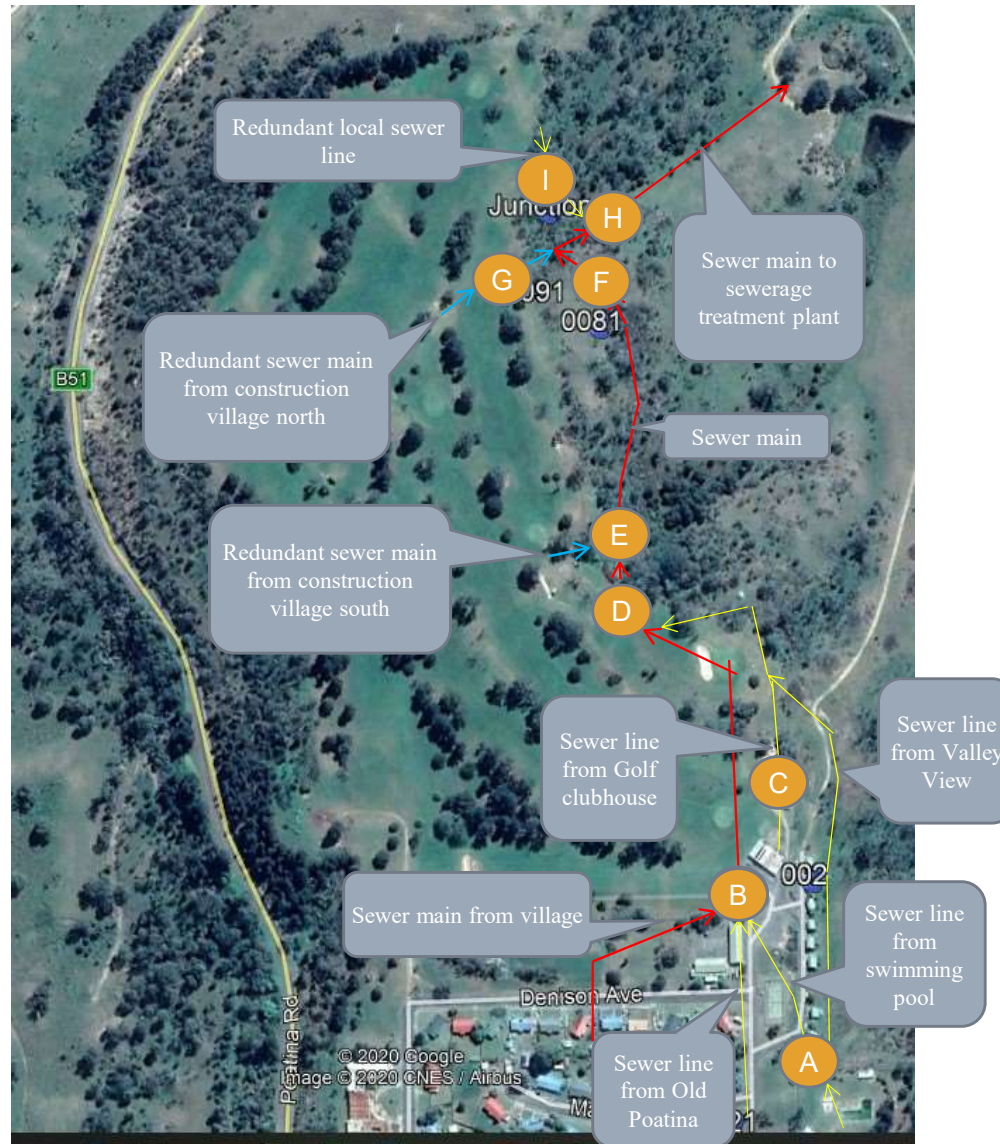 Redundant local sewer
line
I
Junction
H
G
F
091
0081
Sewer main to
sewerage
treatment plant
Redundant sewer main
from construction
village north
B51
Sewer main
E
Redundant sewer main
from construction
village south
D
Sewer line
from Golf
clubhouse
C
Sewer line
from Valley
View
002
B
Sewer main from village
Sewer line
from
swimming
pool
Denison Ave
Poatina Rd
A
© 2020 Google
Image © 2020 CNES / Airbus
Sewer line
from Old
Poatina
21